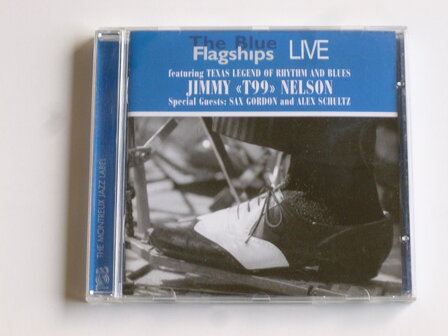 The Blue
Flagships LIVE
featuring TEXAS LEGEND OF RHYTHM AND BLUES
JIMMY «T99» NELSON
Special Guests: SAX GORDON and ALEX SCHULTZ
THE MONTREUX JAZZ LABEL